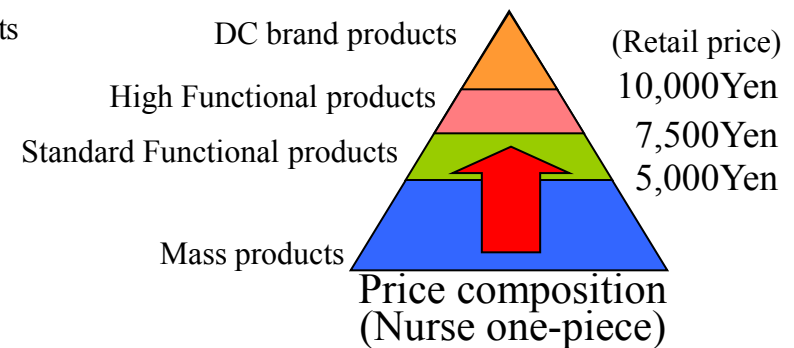 ts
DC brand products
(Retail price)
10,000Yen
High Functional products
7,500Yen
Standard Functional products
5,000Yen
Mass products
Price composition
(Nurse one-piece)